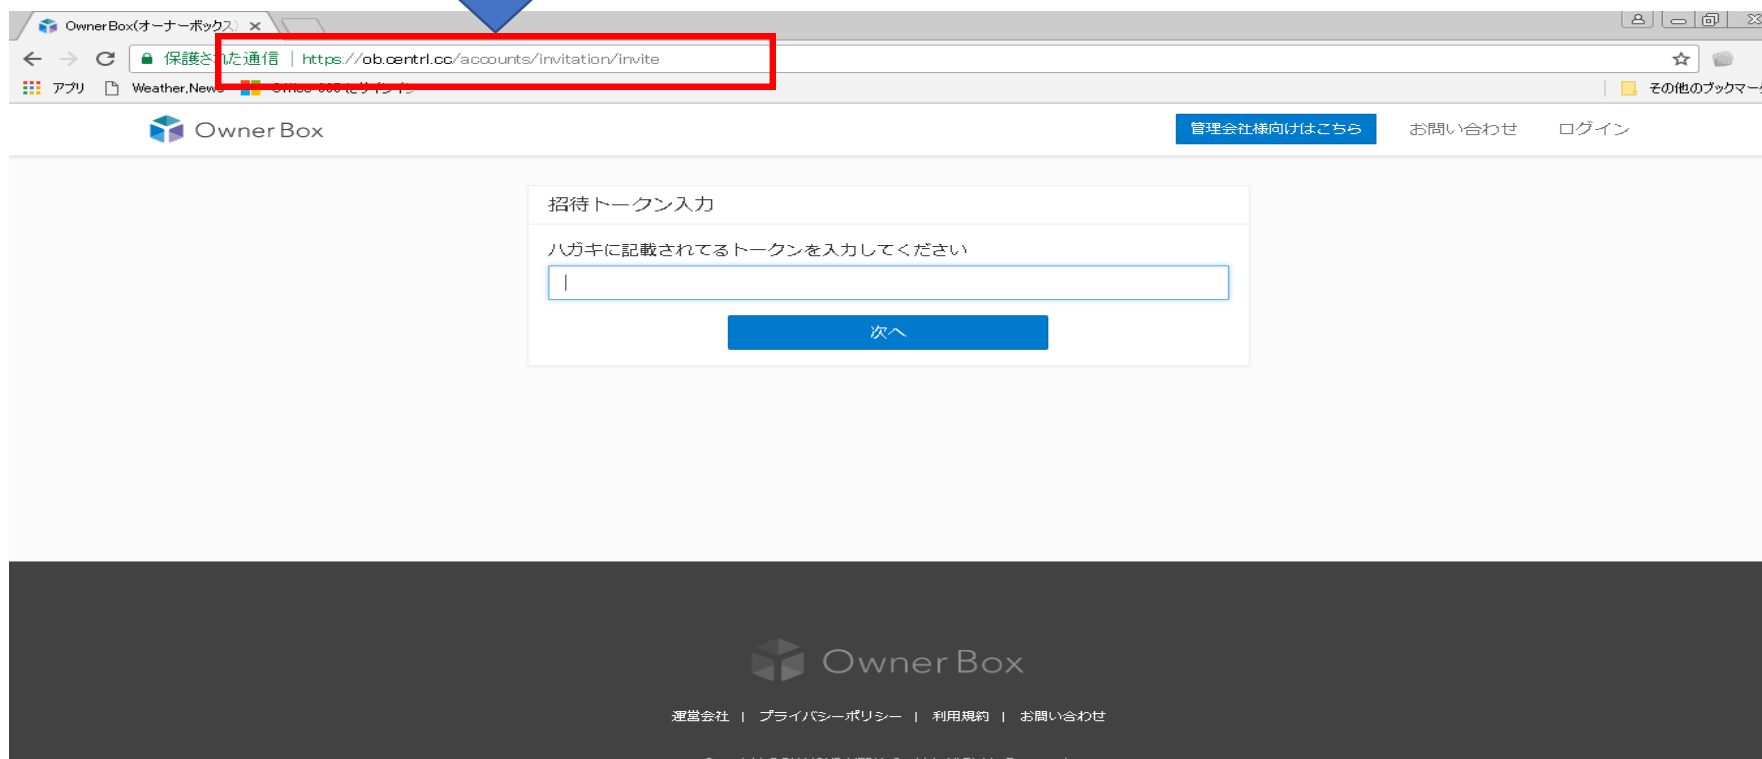 OwnerBox(オーナーボックス)
保護された通信 | https://ob.centrl.cc/accounts/invitation/invite
アプリ Weather,News その他のブックマーク
OwnerBox 管理会社様向けはこちら お問い合わせ ログイン
招待トークン入力
ハガキに記載されてるトークンを入力してください
次へ
OwnerBox
運営会社 | プライバシーポリシー | 利用規約 | お問い合わせ